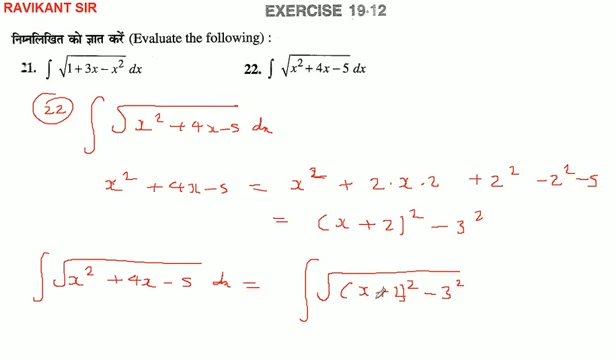 RAVIKANT SIR
EXERCISE 19·12
निम्नलिखित को ज्ञात करें (Evaluate the following) :
21. ∫ √(1 + 3x – x²) dx 22. ∫ √(x² + 4x – 5) dx
22
∫ √(x² + 4x – 5) dx
x² + 4x – 5 = x² + 2 · x · 2 + 2² – 2² – 5
= (x + 2)² – 3²
∫ √(x² + 4x – 5) dx = ∫ √((x + 2)² – 3²)